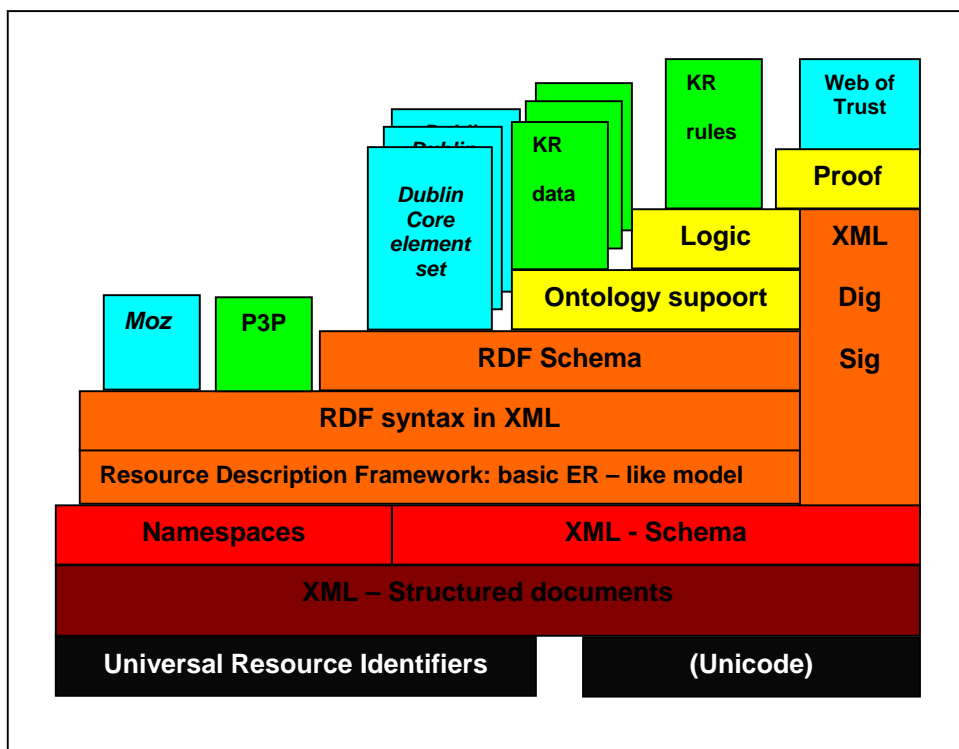 KR
rules
Web of
Trust
Dublin
Dublin
KR
data
Proof
Dublin
Core
element
set
Logic
XML
Dig
Sig
Ontology supoort
Moz
P3P
RDF Schema
RDF syntax in XML
Resource Description Framework: basic ER – like model
Namespaces
XML - Schema
XML – Structured documents
Universal Resource Identifiers
(Unicode)